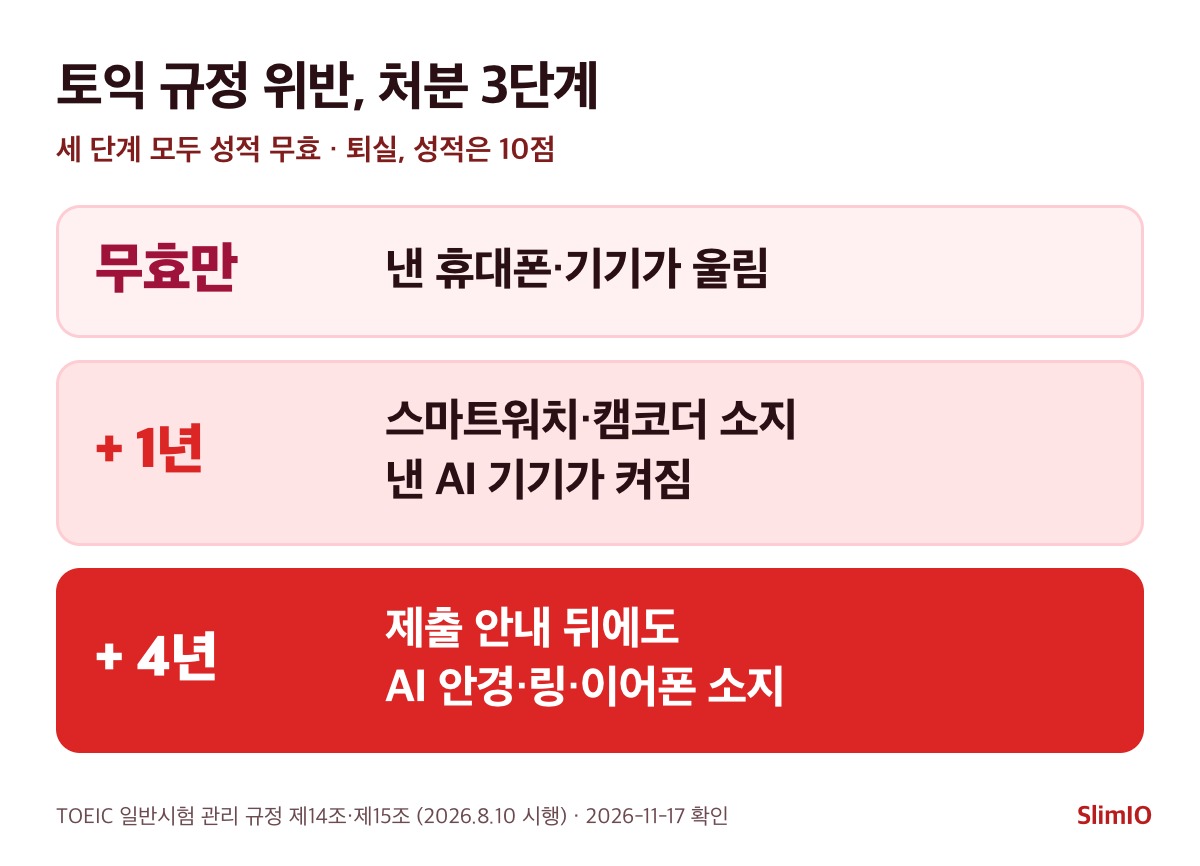 토익 규정 위반, 처분 3단계
세 단계 모두 성적 무효 · 퇴실, 성적은 10점
무효만
낸 휴대폰·기기가 울림
+ 1년
스마트워치·캠코더 소지
낸 AI 기기가 켜짐
+ 4년
제출 안내 뒤에도
AI 안경·링·이어폰 소지
TOEIC 일반시험 관리 규정 제14조·제15조 (2026.8.10 시행) · 2026-11-17 확인
SlimIO